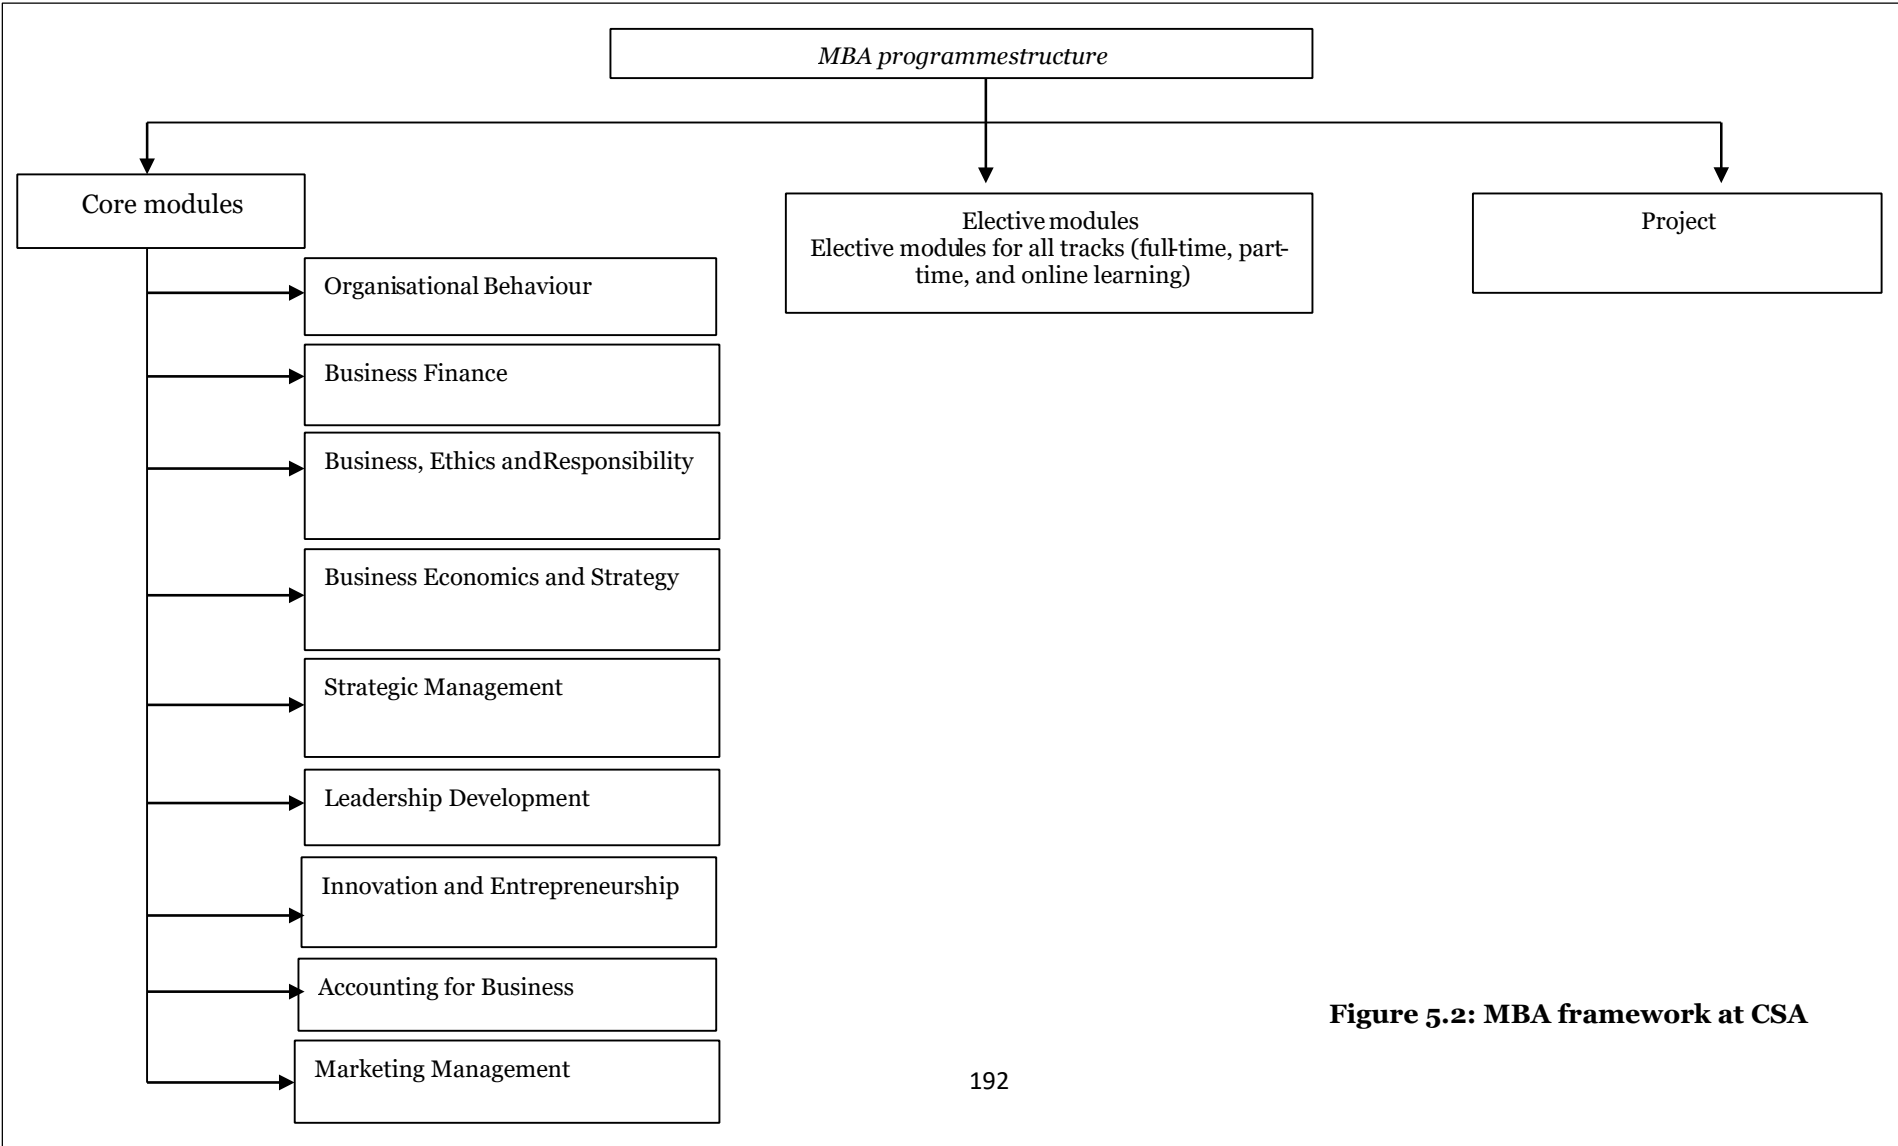 MBA programmestructure
Core modules
Elective modules
Elective modules for all tracks (full-time, part-
time, and online learning)
Project
Organisational Behaviour
Business Finance
Business, Ethics andResponsibility
Business Economics and Strategy
Strategic Management
Leadership Development
Innovation and Entrepreneurship
Accounting for Business
Marketing Management
Figure 5.2: MBA framework at CSA
192